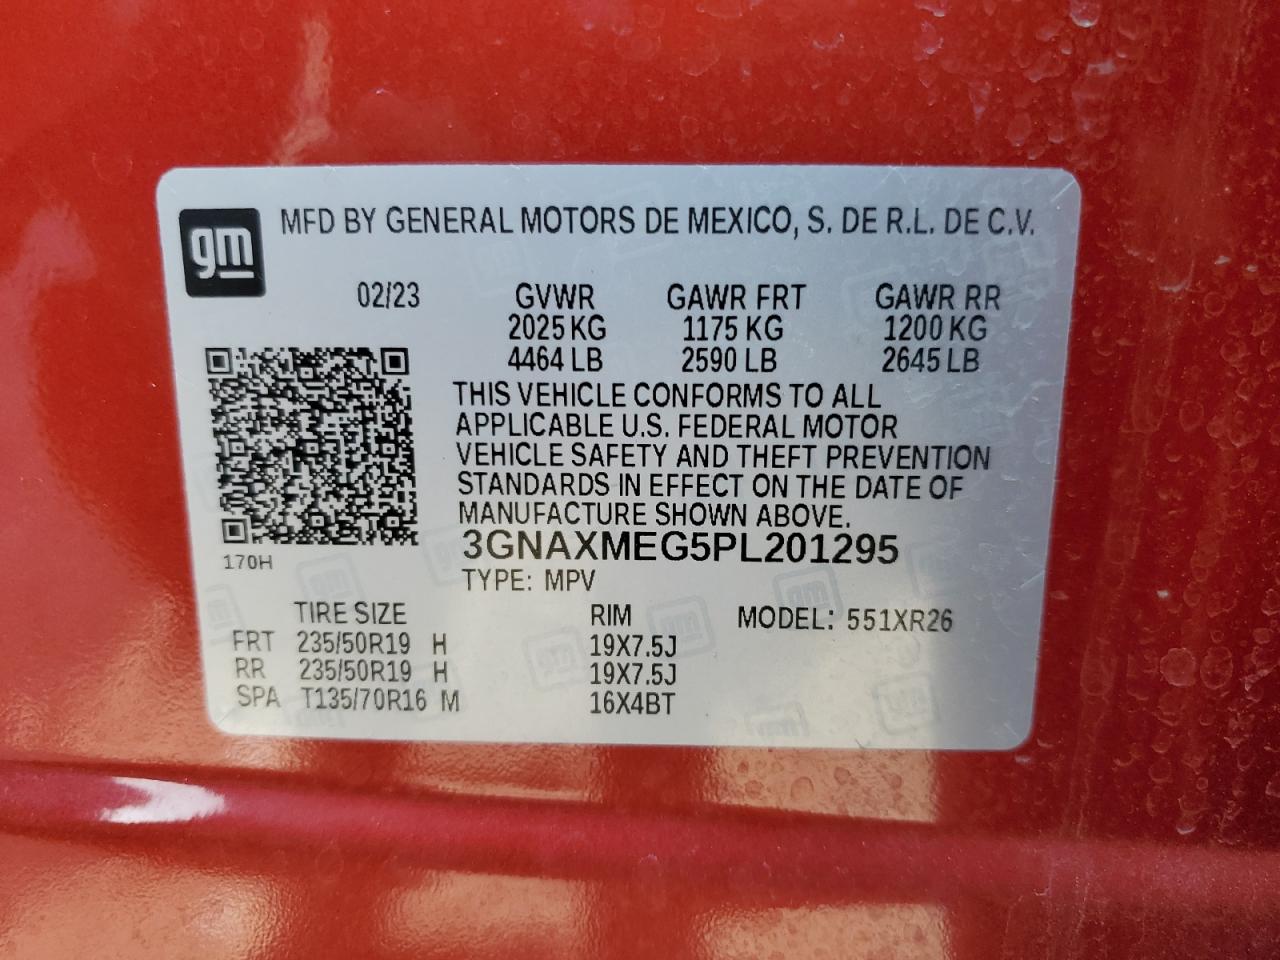 gm
MFD BY GENERAL MOTORS DE MEXICO, S. DE R.L. DE C.V.
02/23 GVWR GAWR FRT GAWR RR
2025 KG 1175 KG 1200 KG
4464 LB 2590 LB 2645 LB
THIS VEHICLE CONFORMS TO ALL
APPLICABLE U.S. FEDERAL MOTOR
VEHICLE SAFETY AND THEFT PREVENTION
STANDARDS IN EFFECT ON THE DATE OF
MANUFACTURE SHOWN ABOVE.
3GNAXMEG5PL201295
170H
TYPE: MPV
TIRE SIZE RIM MODEL: 551XR26
FRT 235/50R19 H 19X7.5J
RR 235/50R19 H 19X7.5J
SPA T135/70R16 M 16X4BT